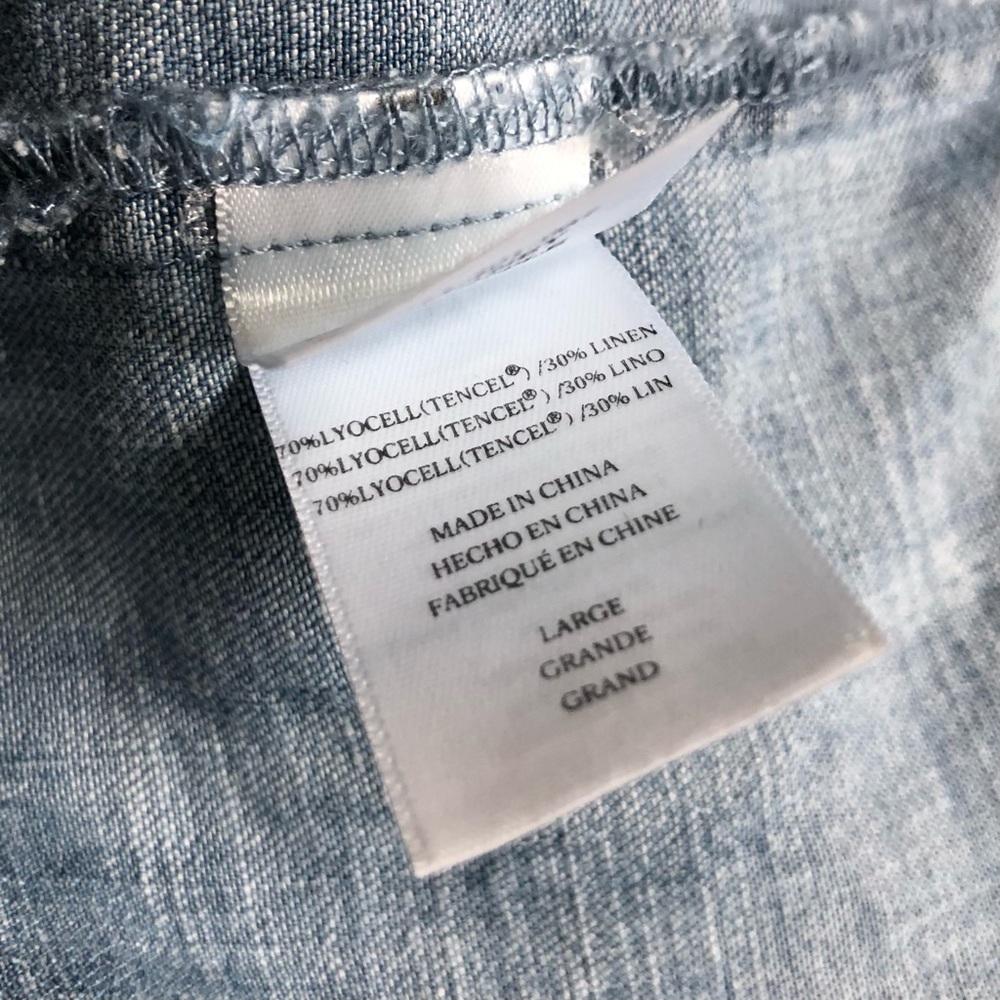 70%LYOCELL(TENCEL®) /30% LINEN
70%LYOCELL(TENCEL®) /30% LINO
70%LYOCELL(TENCEL®) /30% LIN
MADE IN CHINA
HECHO EN CHINA
FABRIQUÉ EN CHINE
LARGE
GRANDE
GRAND